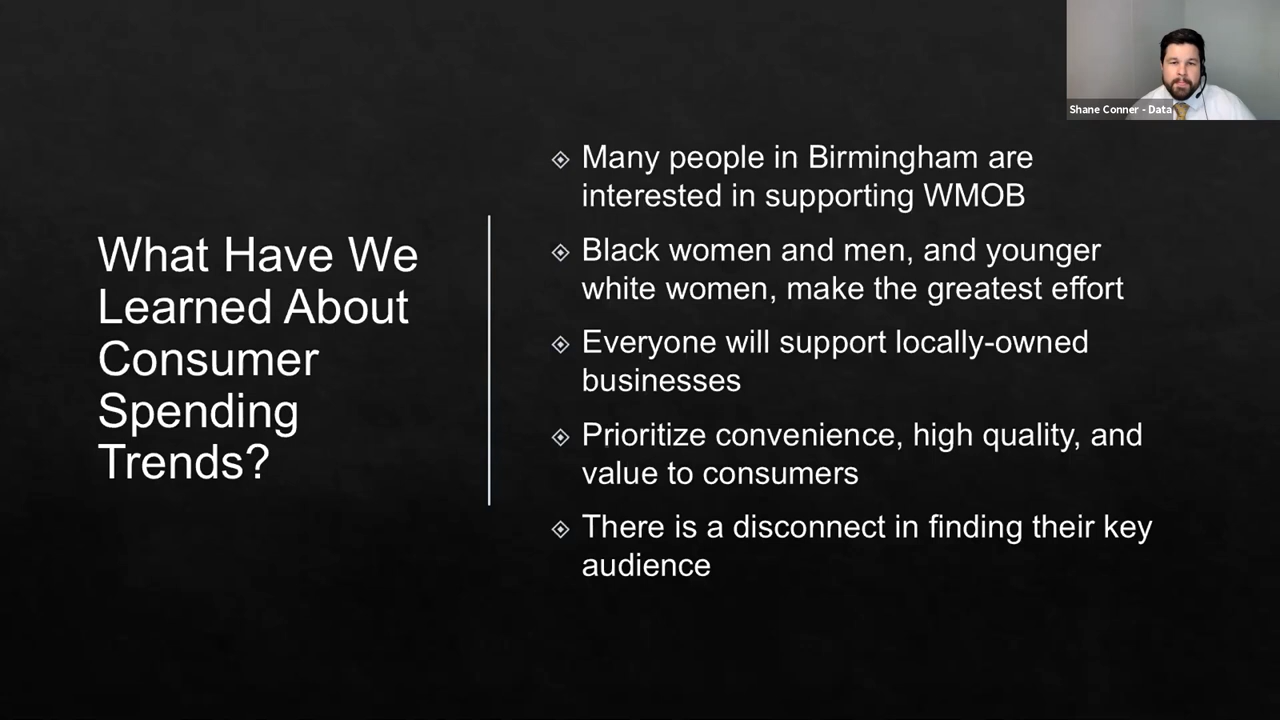 Shane Conner - Data
What Have We
Learned About
Consumer
Spending
Trends?
Many people in Birmingham are
interested in supporting WMOB
Black women and men, and younger
white women, make the greatest effort
Everyone will support locally-owned
businesses
Prioritize convenience, high quality, and
value to consumers
There is a disconnect in finding their key
audience